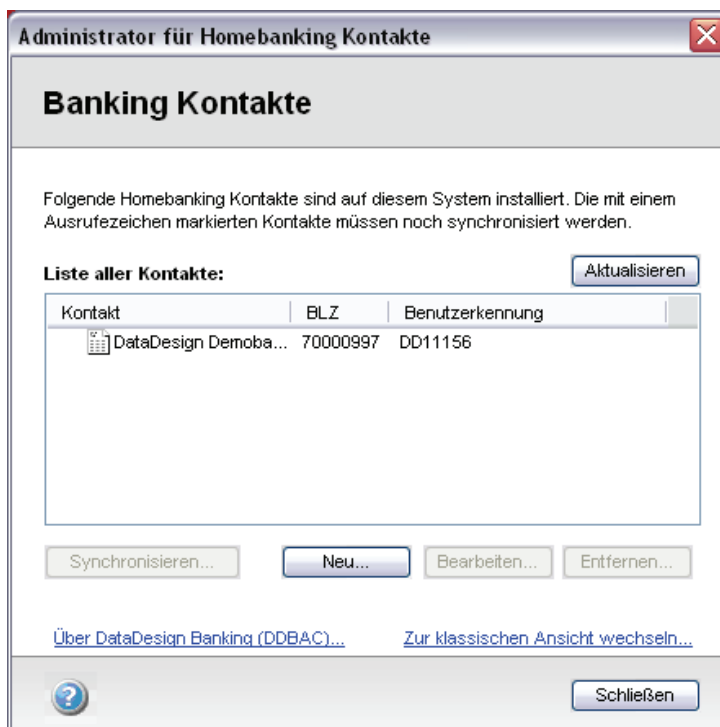 Administrator für Homebanking Kontakte
Banking Kontakte
Folgende Homebanking Kontakte sind auf diesem System installiert. Die mit einem
Ausrufezeichen markierten Kontakte müssen noch synchronisiert werden.
Liste aller Kontakte: Aktualisieren
Kontakt BLZ Benutzerkennung
DataDesign Demoba... 70000997 DD11156
Synchronisieren... Neu... Bearbeiten... Entfernen...
Über DataDesign Banking (DDBAC)... Zur klassischen Ansicht wechseln...
? Schließen